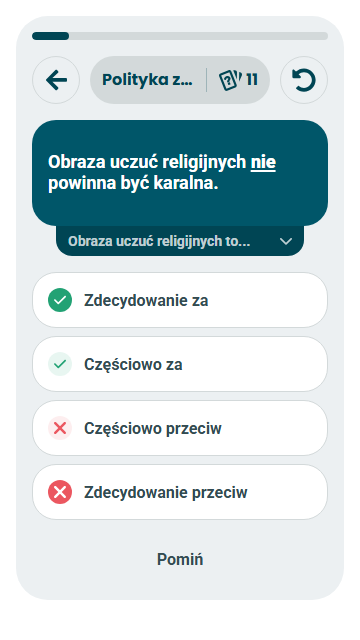 Polityka z... 11
Obraza uczuć religijnych nie
powinna być karalna.
Obraza uczuć religijnych to...
Zdecydowanie za
Częściowo za
Częściowo przeciw
Zdecydowanie przeciw
Pomiń